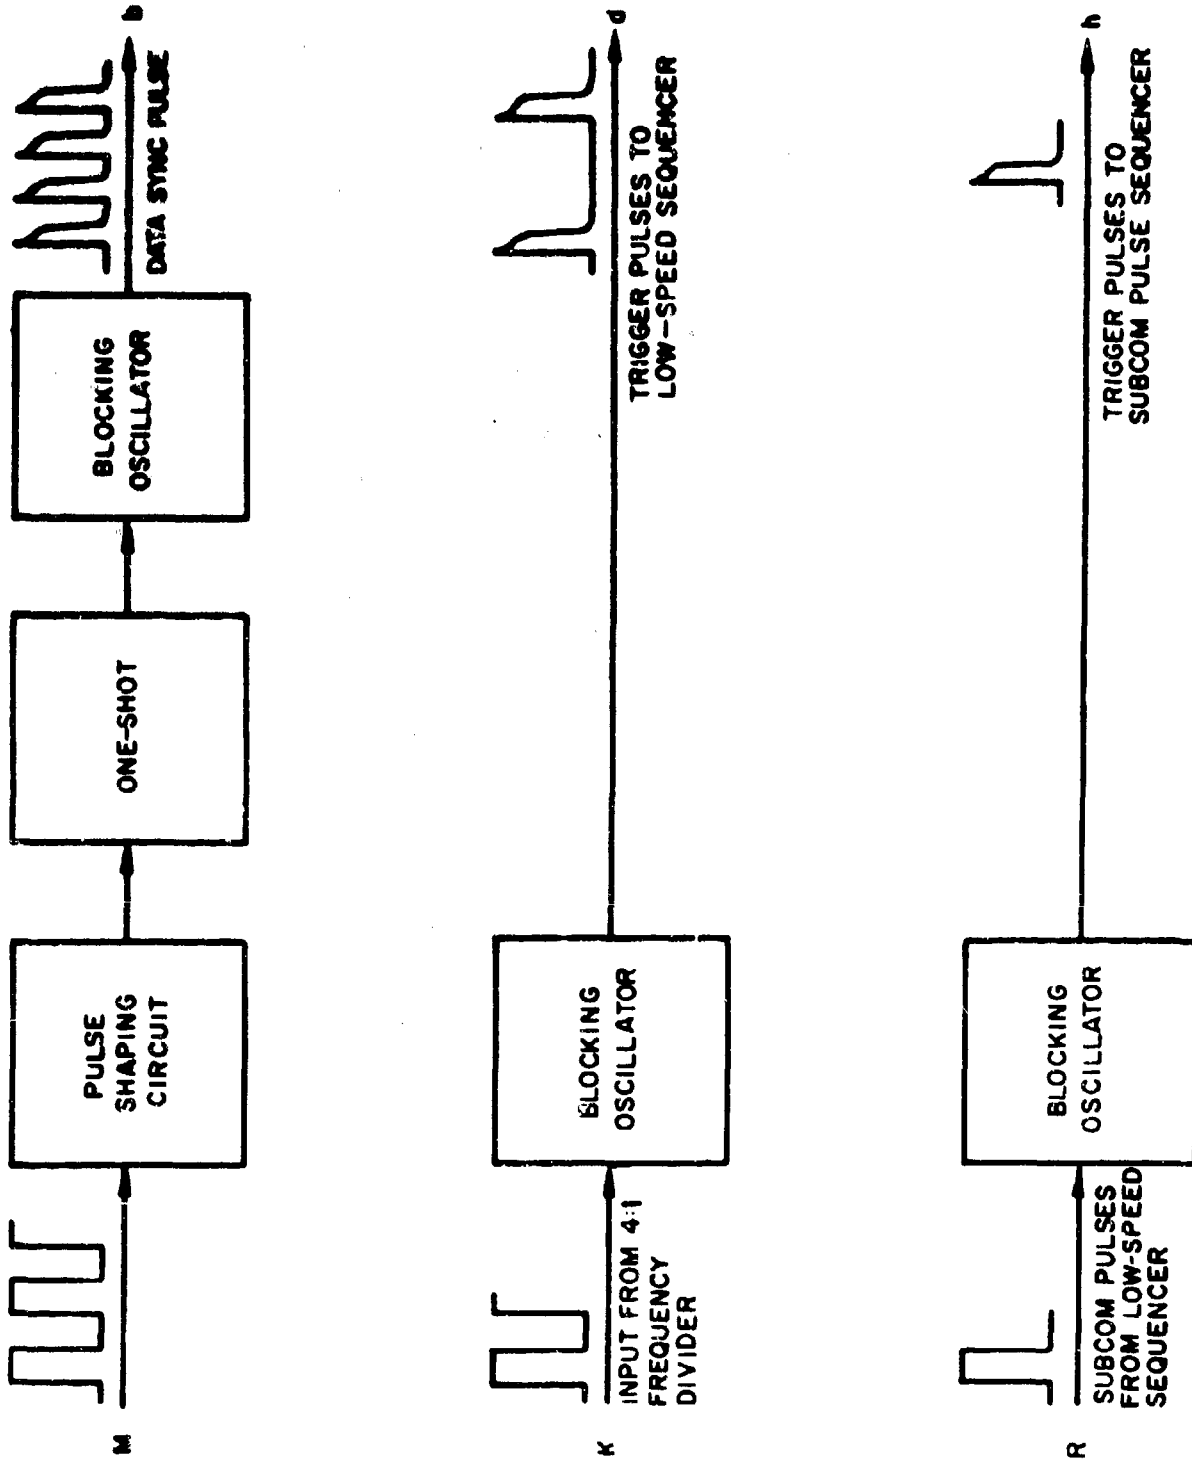 M
PULSE
SHAPING
CIRCUIT
ONE-SHOT
BLOCKING
OSCILLATOR
DATA SYNC PULSE
b
K
INPUT FROM 4:1
FREQUENCY
DIVIDER
BLOCKING
OSCILLATOR
TRIGGER PULSES TO
LOW-SPEED SEQUENCER
d
R
SUBCOM PULSES
FROM LOW-SPEED
SEQUENCER
BLOCKING
OSCILLATOR
TRIGGER PULSES TO
SUBCOM PULSE SEQUENCER
h